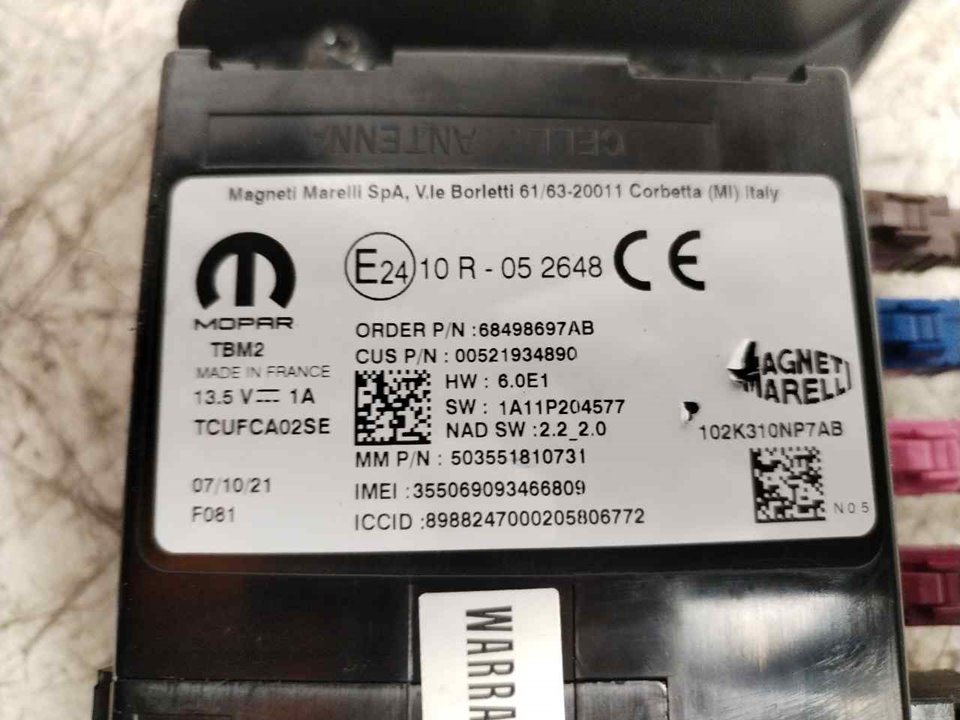 CELL ANTENNA
Magneti Marelli SpA, V.le Borletti 61/63-20011 Corbetta (MI) Italy
E24 10 R - 05 2648 CE
MOPAR
TBM2
MADE IN FRANCE
13.5 V 1A
TCUFCA02SE
07/10/21
F081
ORDER P/N :68498697AB
CUS P/N : 00521934890
HW : 6.0E1
SW : 1A11P204577
NAD SW :2.2_2.0
MM P/N : 503551810731
IMEI :355069093466809
ICCID :8988247000205806772
MAGNETI
MARELLI
102K310NP7AB
N05
WARRA